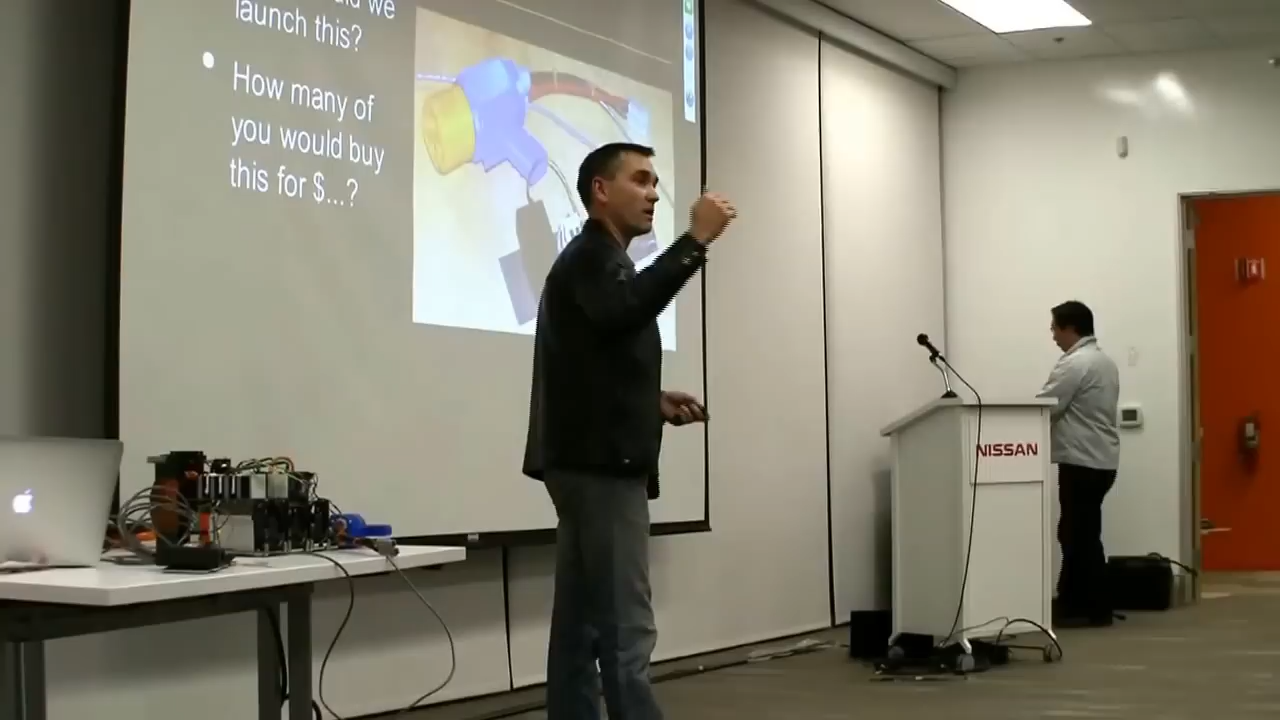 launch this?
How many of
you would buy
this for $...?
NISSAN